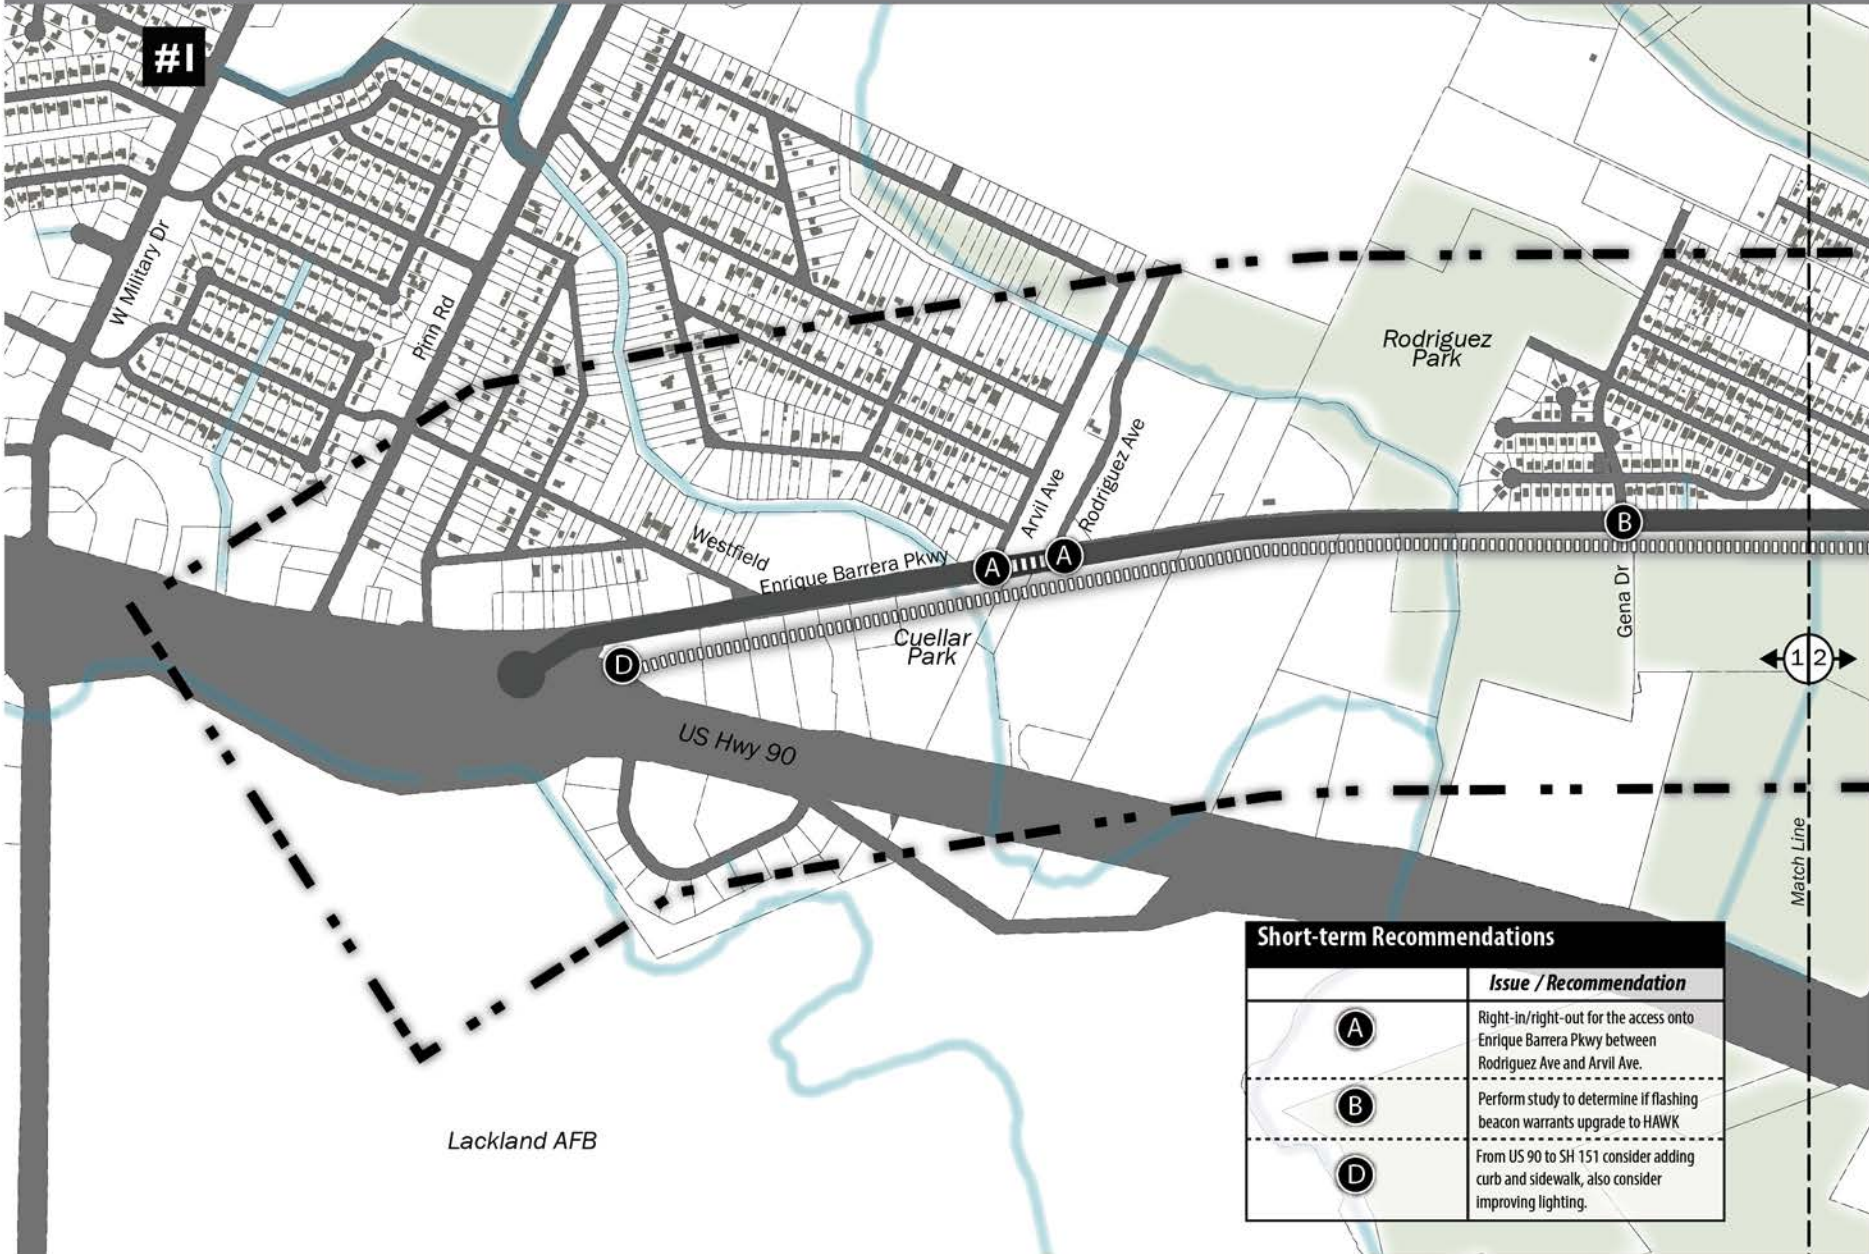 #1
W Military Dr
Pinn Rd
Rodriguez
Park
Arvil Ave
Rodriguez Ave
Westfield
Enrique Barrera Pkwy
A
A
B
Gena Dr
Cuellar
Park
D
1
2
US Hwy 90
Match Line
Lackland AFB
Short-term Recommendations
Issue / Recommendation
A
Right-in/right-out for the access onto
Enrique Barrera Pkwy between
Rodriguez Ave and Arvil Ave.
B
Perform study to determine if flashing
beacon warrants upgrade to HAWK
D
From US 90 to SH 151 consider adding
curb and sidewalk, also consider
improving lighting.